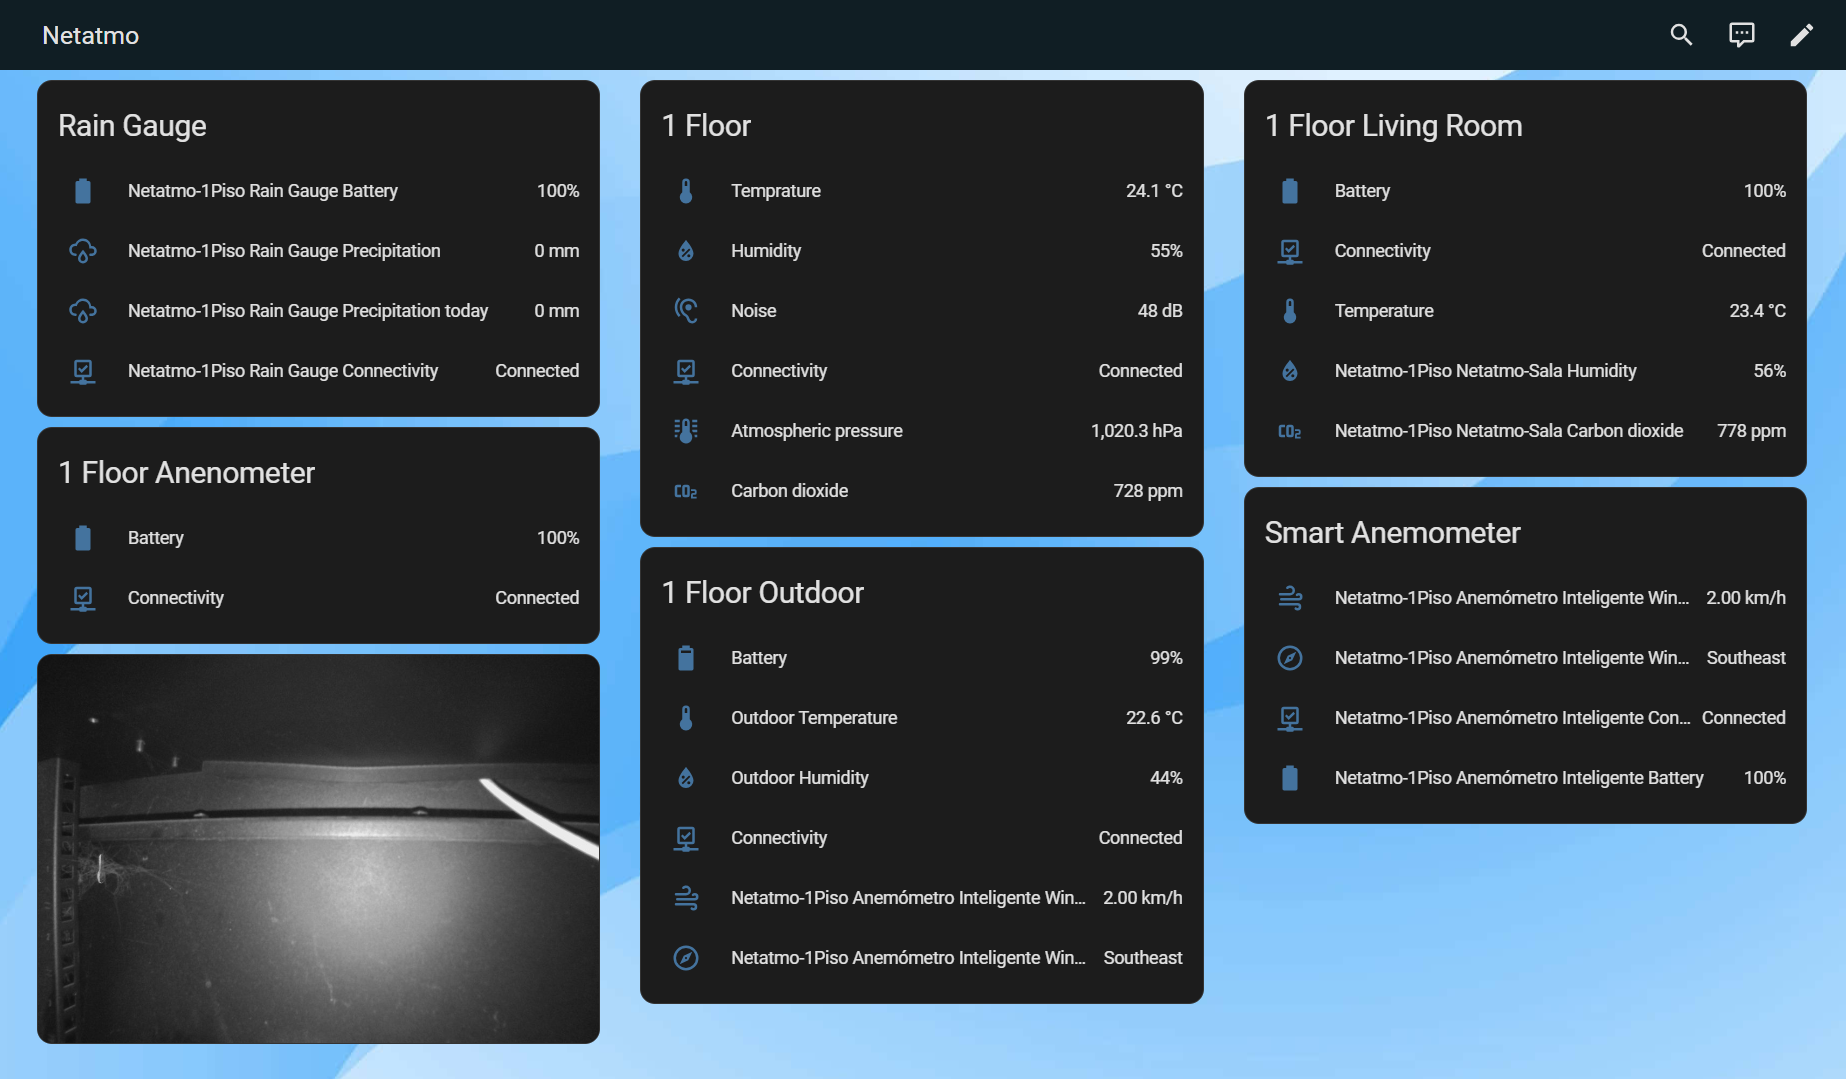 Netatmo
Rain Gauge
Netatmo-1Piso Rain Gauge Battery 100%
Netatmo-1Piso Rain Gauge Precipitation 0 mm
Netatmo-1Piso Rain Gauge Precipitation today 0 mm
Netatmo-1Piso Rain Gauge Connectivity Connected
1 Floor Anenometer
Battery 100%
Connectivity Connected
1 Floor
Temprature 24.1 °C
Humidity 55%
Noise 48 dB
Connectivity Connected
Atmospheric pressure 1,020.3 hPa
CO2 Carbon dioxide 728 ppm
1 Floor Outdoor
Battery 99%
Outdoor Temperature 22.6 °C
Outdoor Humidity 44%
Connectivity Connected
Netatmo-1Piso Anemómetro Inteligente Win... 2.00 km/h
Netatmo-1Piso Anemómetro Inteligente Win... Southeast
1 Floor Living Room
Battery 100%
Connectivity Connected
Temperature 23.4 °C
Netatmo-1Piso Netatmo-Sala Humidity 56%
CO2 Netatmo-1Piso Netatmo-Sala Carbon dioxide 778 ppm
Smart Anemometer
Netatmo-1Piso Anemómetro Inteligente Win... 2.00 km/h
Netatmo-1Piso Anemómetro Inteligente Win... Southeast
Netatmo-1Piso Anemómetro Inteligente Con... Connected
Netatmo-1Piso Anemómetro Inteligente Battery 100%